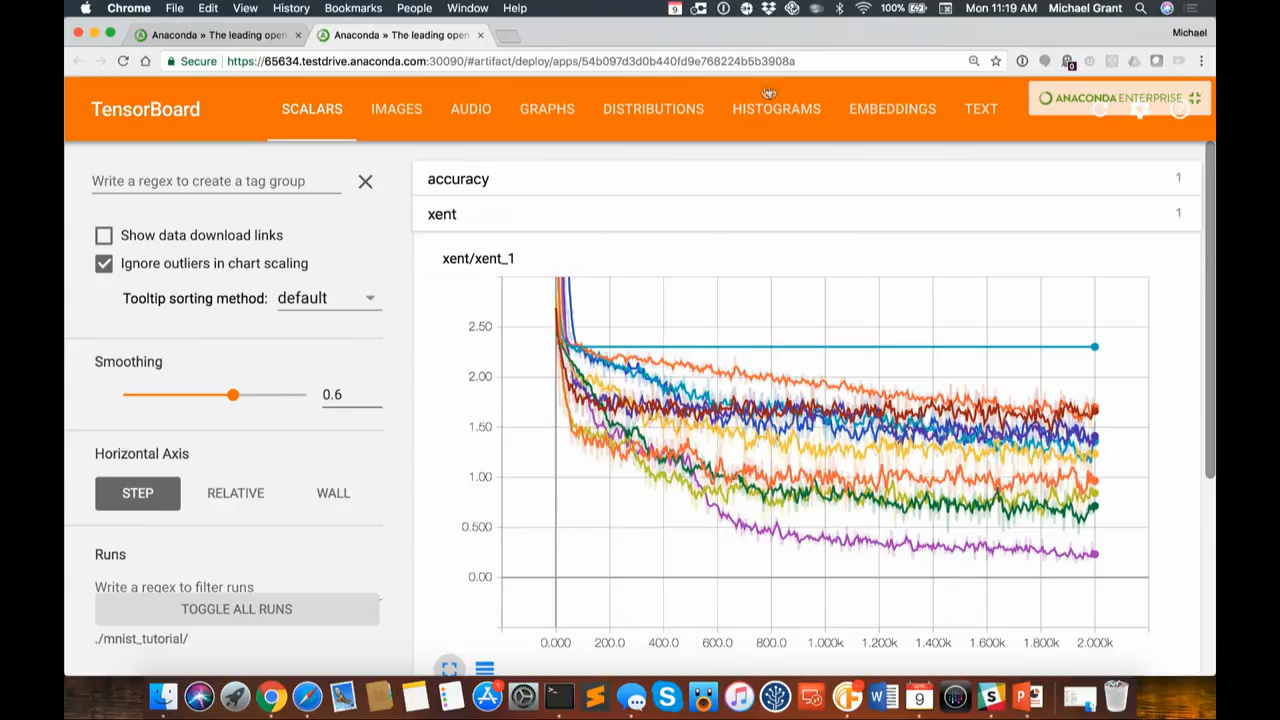 Chrome File Edit View History Bookmarks People Window Help 9 100% Mon 11:19 AM Michael Grant
Anaconda » The leading open × Anaconda » The leading open × Michael
Secure https://65634.testdrive.anaconda.com:30090/#artifact/deploy/apps/54b097d3d0b440fd9e768224b5b3908a
TensorBoard SCALARS IMAGES AUDIO GRAPHS DISTRIBUTIONS HISTOGRAMS EMBEDDINGS TEXT ANACONDA ENTERPRISE
Write a regex to create a tag group
Show data download links
Ignore outliers in chart scaling
Tooltip sorting method: default
Smoothing
0.6
Horizontal Axis
STEP RELATIVE WALL
Runs
Write a regex to filter runs
TOGGLE ALL RUNS
./mnist_tutorial/
accuracy 1
xent 1
xent/xent_1
2.50
2.00
1.50
1.00
0.500
0.00
0.000 200.0 400.0 600.0 800.0 1.000k 1.200k 1.400k 1.600k 1.800k 2.000k